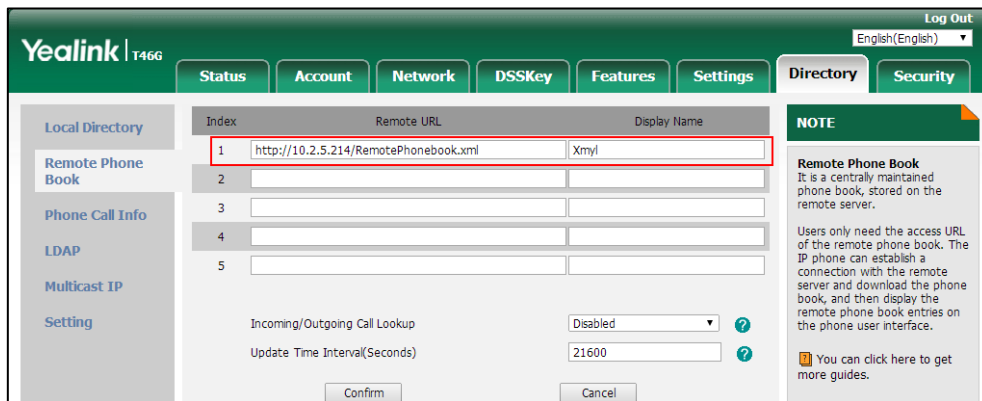 Log Out
English(English)
Yealink | T46G
Status Account Network DSSKey Features Settings Directory Security
Local Directory
Remote Phone
Book
Phone Call Info
LDAP
Multicast IP
Setting
Index Remote URL Display Name
1 http://10.2.5.214/RemotePhonebook.xml Xmyl
2
3
4
5
Incoming/Outgoing Call Lookup Disabled ?
Update Time Interval(Seconds) 21600 ?
Confirm Cancel
NOTE
Remote Phone Book
It is a centrally maintained
phone book, stored on the
remote server.
Users only need the access URL
of the remote phone book. The
IP phone can establish a
connection with the remote
server and download the phone
book, and then display the
remote phone book entries on
the phone user interface.
? You can click here to get
more guides.